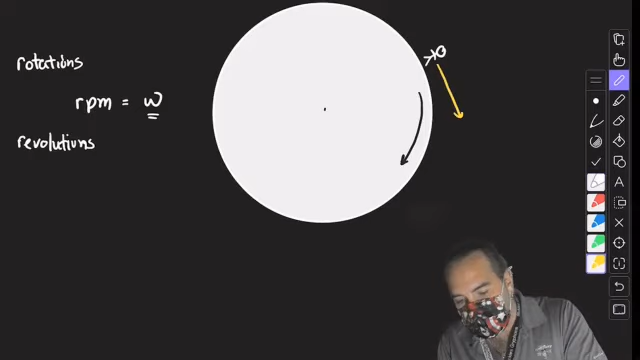 rotations
rpm = ω
revolutions